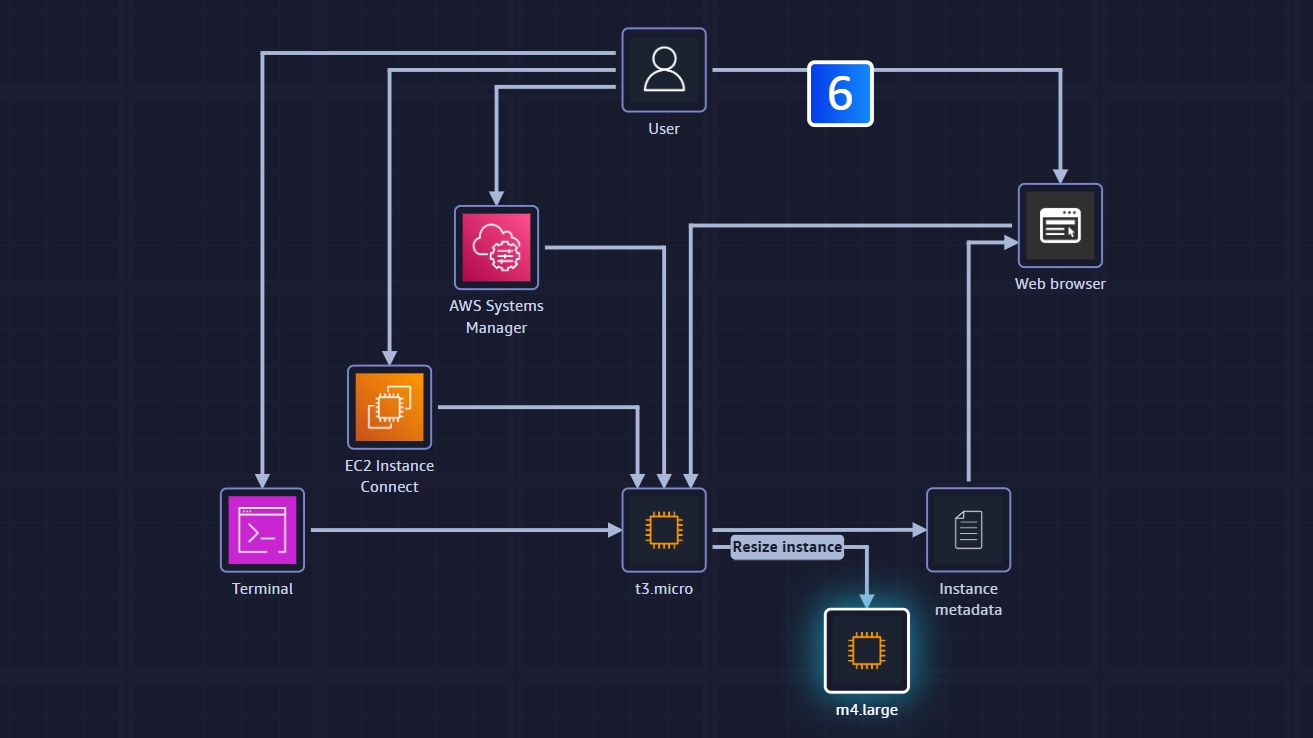 User
6
Web browser
AWS Systems
Manager
EC2 Instance
Connect
Terminal
t3.micro
Resize instance
Instance
metadata
m4.large